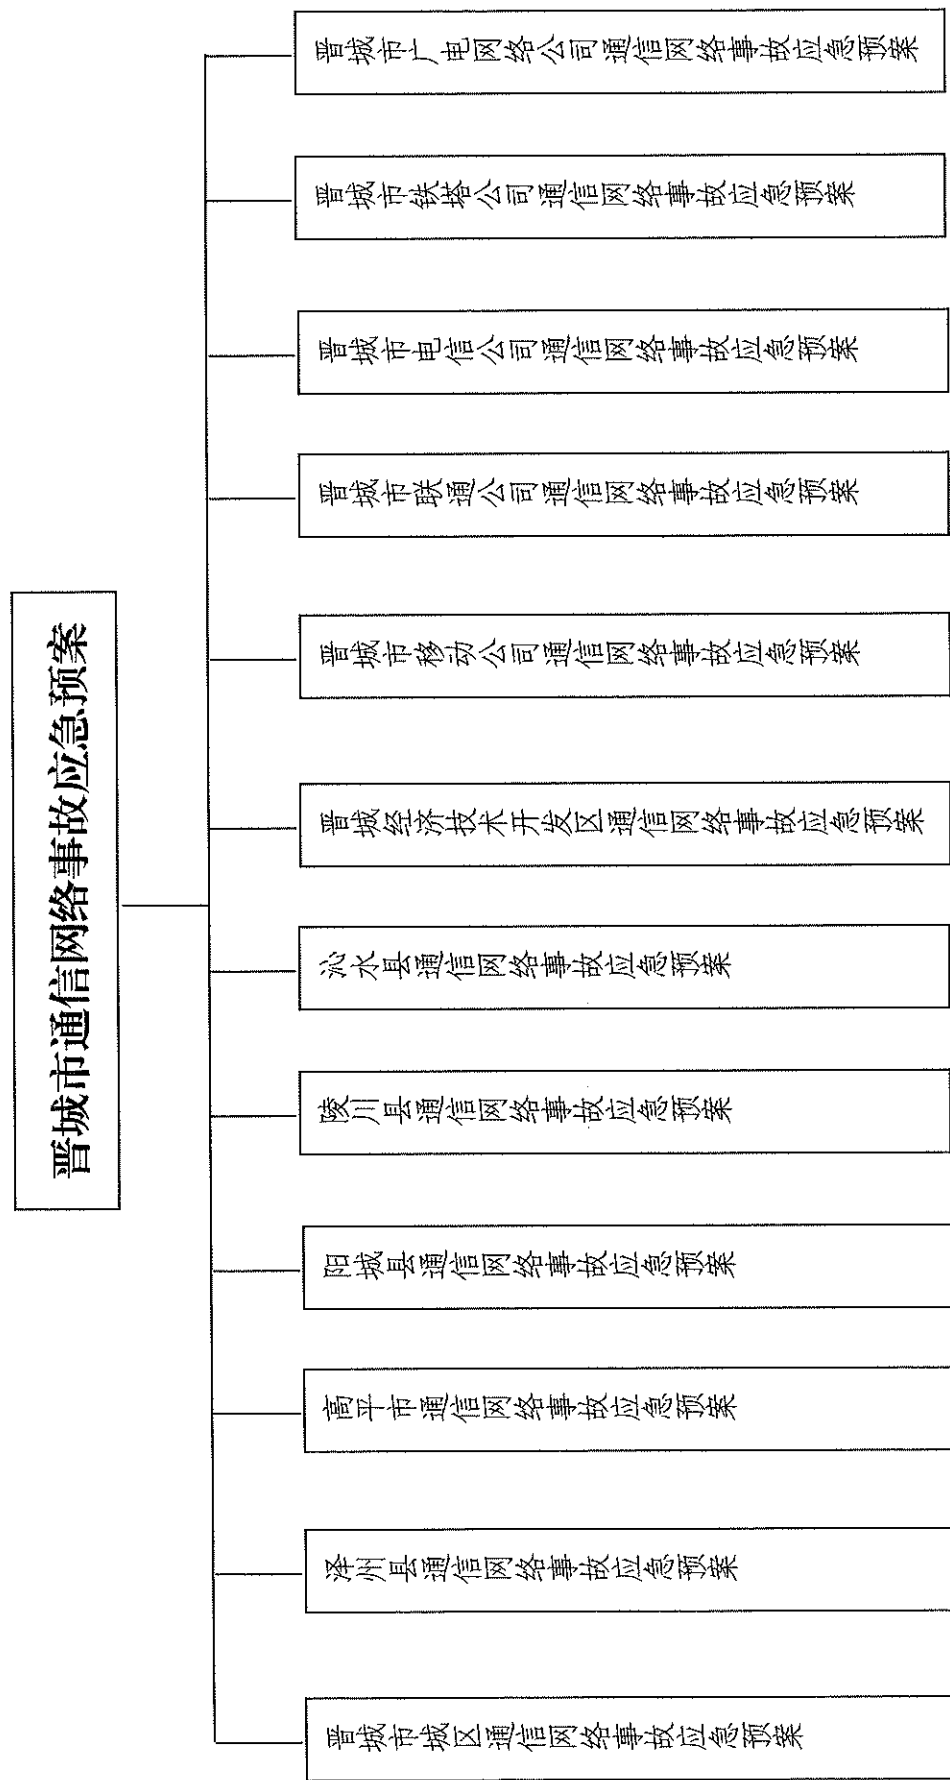 晋城市通信网络事故应急预案
晋城市城区通信网络事故应急预案
泽州县通信网络事故应急预案
高平市通信网络事故应急预案
阳城县通信网络事故应急预案
陵川县通信网络事故应急预案
沁水县通信网络事故应急预案
晋城经济技术开发区通信网络事故应急预案
晋城市移动公司通信网络事故应急预案
晋城市联通公司通信网络事故应急预案
晋城市电信公司通信网络事故应急预案
晋城市铁塔公司通信网络事故应急预案
晋城市广电网络公司通信网络事故应急预案